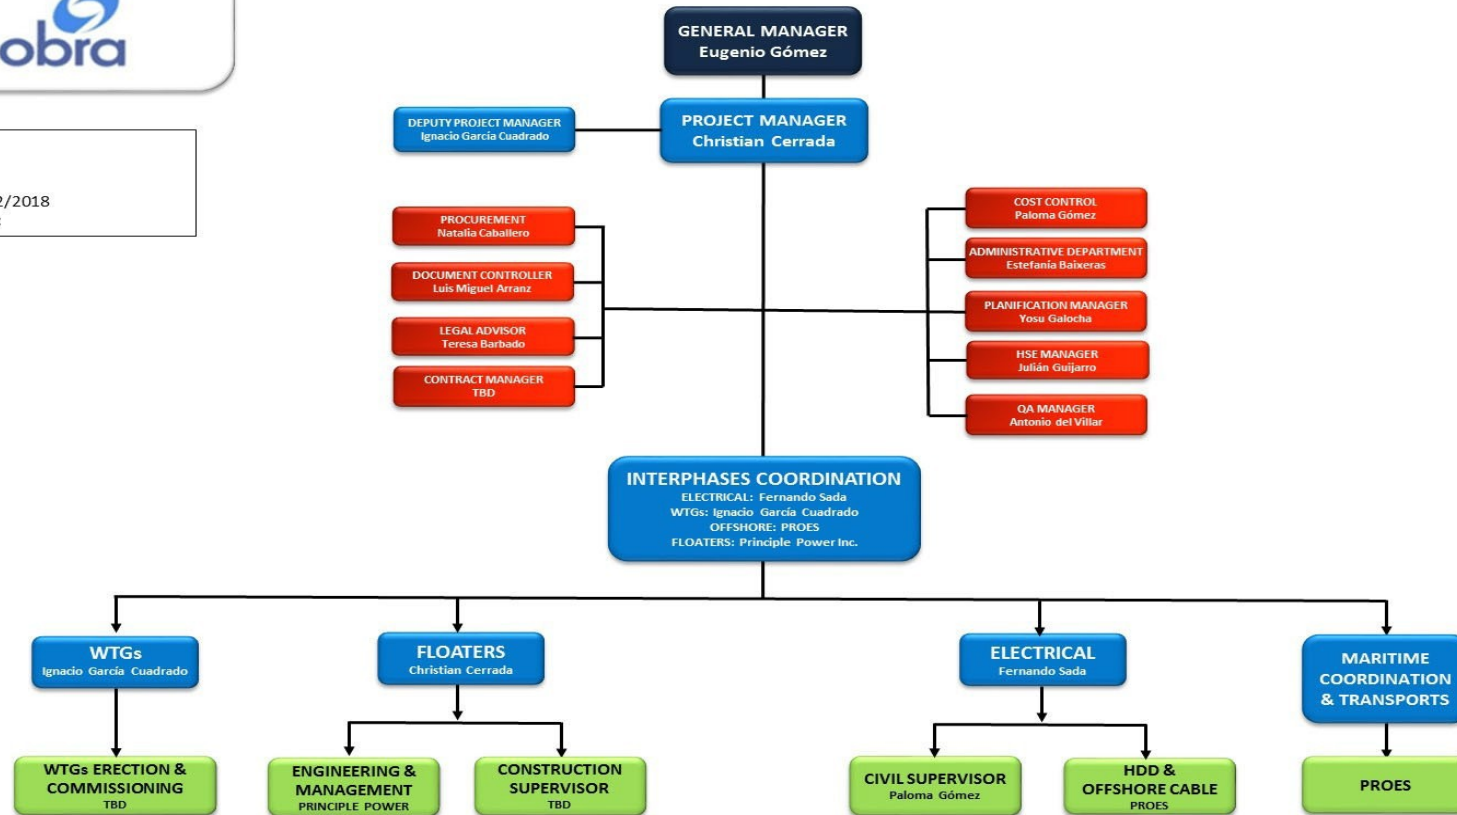 obra
2/2018
GENERAL MANAGER
Eugenio Gómez
DEPUTY PROJECT MANAGER
Ignacio García Cuadrado
PROJECT MANAGER
Christian Cerrada
PROCUREMENT
Natalia Caballero
DOCUMENT CONTROLLER
Luis Miguel Arranz
LEGAL ADVISOR
Teresa Barbado
CONTRACT MANAGER
TBD
COST CONTROL
Paloma Gómez
ADMINISTRATIVE DEPARTMENT
Estefanía Baixeras
PLANIFICATION MANAGER
Yosu Galocha
HSE MANAGER
Julián Guijarro
QA MANAGER
Antonio del Villar
INTERPHASES COORDINATION
ELECTRICAL: Fernando Sada
WTGs: Ignacio García Cuadrado
OFFSHORE: PROES
FLOATERS: Principle Power Inc.
WTGs
Ignacio García Cuadrado
FLOATERS
Christian Cerrada
ELECTRICAL
Fernando Sada
MARITIME
COORDINATION
& TRANSPORTS
WTGs ERECTION &
COMMISSIONING
TBD
ENGINEERING &
MANAGEMENT
PRINCIPLE POWER
CONSTRUCTION
SUPERVISOR
TBD
CIVIL SUPERVISOR
Paloma Gómez
HDD &
OFFSHORE CABLE
PROES
PROES